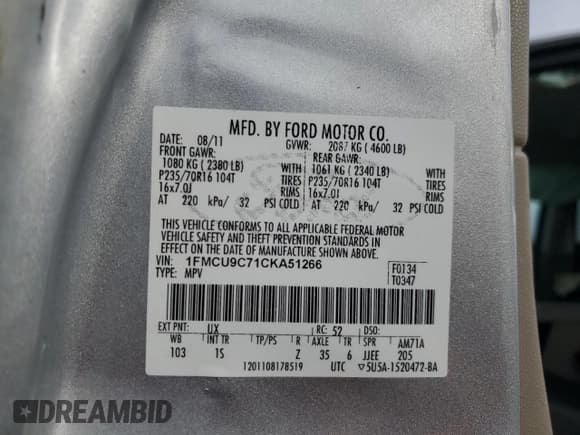 MFD. BY FORD MOTOR CO.
DATE: 08/11 GVWR: 2087 KG ( 4600 LB)
FRONT GAWR: REAR GAWR:
1080 KG ( 2380 LB) WITH 1061 KG ( 2340 LB) WITH
P235/70R16 104T TIRES P235/70R16 104T TIRES
16x7.0J RIMS 16x7.0J RIMS
AT 220 kPa/ 32 PSI COLD AT 220 kPa/ 32 PSI COLD
THIS VEHICLE CONFORMS TO ALL APPLICABLE FEDERAL MOTOR
VEHICLE SAFETY AND THEFT PREVENTION STANDARDS IN
EFFECT ON THE DATE OF MANUFACTURE SHOWN ABOVE.
VIN: 1FMCU9C71CKA51266 F0134
TYPE: MPV T0347
EXT PNT: UX RC: 52 DSO:
WB INT TR TP/PS R AXLE TR SPR AM71A
103 1S Z 35 6 JJEE 205
1201108178519 UTC ▽5U5A-1520472-BA
DREAMBID